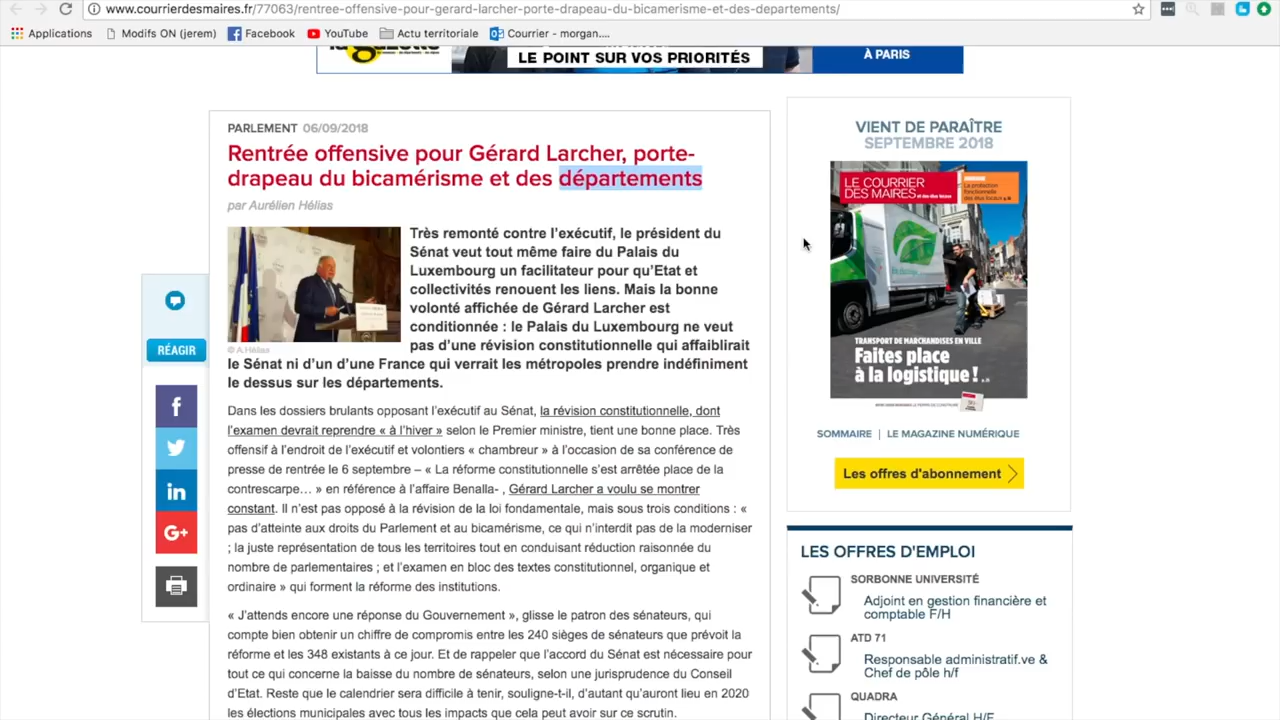 www.courrierdesmaires.fr/77063/rentree-offensive-pour-gerard-larcher-porte-drapeau-du-bicamerisme-et-des-departements/
Applications
Modifs ON (jerem)
Facebook
YouTube
Actu territoriale
Courrier - morgan....
LE POINT SUR VOS PRIORITÉS
À PARIS
PARLEMENT 06/09/2018
Rentrée offensive pour Gérard Larcher, porte-
drapeau du bicamérisme et des départements
par Aurélien Hélias
Très remonté contre l'exécutif, le président du
Sénat veut tout même faire du Palais du
Luxembourg un facilitateur pour qu'Etat et
collectivités renouent les liens. Mais la bonne
volonté affichée de Gérard Larcher est
conditionnée : le Palais du Luxembourg ne veut
pas d'une révision constitutionnelle qui affaiblirait
© A.Hélias
le Sénat ni d'un d'une France qui verrait les métropoles prendre indéfiniment
le dessus sur les départements.
Dans les dossiers brulants opposant l'exécutif au Sénat, la révision constitutionnelle, dont
l'examen devrait reprendre « à l'hiver » selon le Premier ministre, tient une bonne place. Très
offensif à l'endroit de l'exécutif et volontiers « chambreur » à l'occasion de sa conférence de
presse de rentrée le 6 septembre – « La réforme constitutionnelle s'est arrêtée place de la
contrescarpe… » en référence à l'affaire Benalla- , Gérard Larcher a voulu se montrer
constant. Il n'est pas opposé à la révision de la loi fondamentale, mais sous trois conditions : «
pas d'atteinte aux droits du Parlement et au bicamérisme, ce qui n'interdit pas de la moderniser
; la juste représentation de tous les territoires tout en conduisant réduction raisonnée du
nombre de parlementaires ; et l'examen en bloc des textes constitutionnel, organique et
ordinaire » qui forment la réforme des institutions.
« J'attends encore une réponse du Gouvernement », glisse le patron des sénateurs, qui
compte bien obtenir un chiffre de compromis entre les 240 sièges de sénateurs que prévoit la
réforme et les 348 existants à ce jour. Et de rappeler que l'accord du Sénat est nécessaire pour
tout ce qui concerne la baisse du nombre de sénateurs, selon une jurisprudence du Conseil
d'Etat. Reste que le calendrier sera difficile à tenir, souligne-t-il, d'autant qu'auront lieu en 2020
les élections municipales avec tous les impacts que cela peut avoir sur ce scrutin.
RÉAGIR
VIENT DE PARAÎTRE
SEPTEMBRE 2018
LE COURRIER
DES MAIRES
La protection
fonctionnelle
des élus locaux
TRANSPORT DE MARCHANDISES EN VILLE
Faites place
à la logistique !
SOMMAIRE | LE MAGAZINE NUMÉRIQUE
Les offres d'abonnement
LES OFFRES D'EMPLOI
SORBONNE UNIVERSITÉ
Adjoint en gestion financière et
comptable F/H
ATD 71
Responsable administratif.ve &
Chef de pôle h/f
QUADRA
Directeur Général H/F